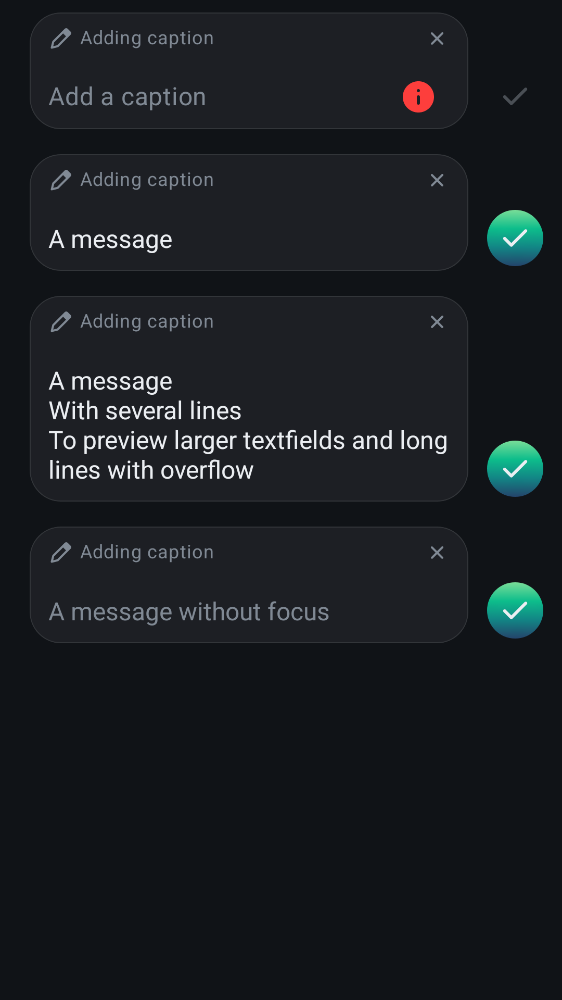 Adding caption
Add a caption
Adding caption
A message
Adding caption
A message
With several lines
To preview larger textfields and long
lines with overflow
Adding caption
A message without focus